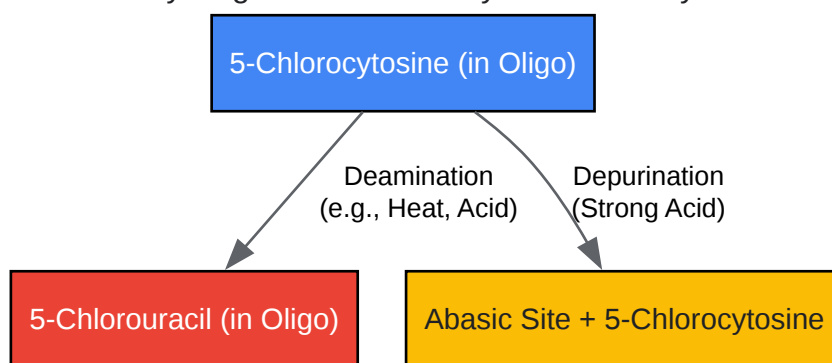 5-Chlorocytosine (in Oligo)
Deamination
(e.g., Heat, Acid)
Depurination
(Strong Acid)
5-Chlorouracil (in Oligo)
Abasic Site + 5-Chlorocytosine